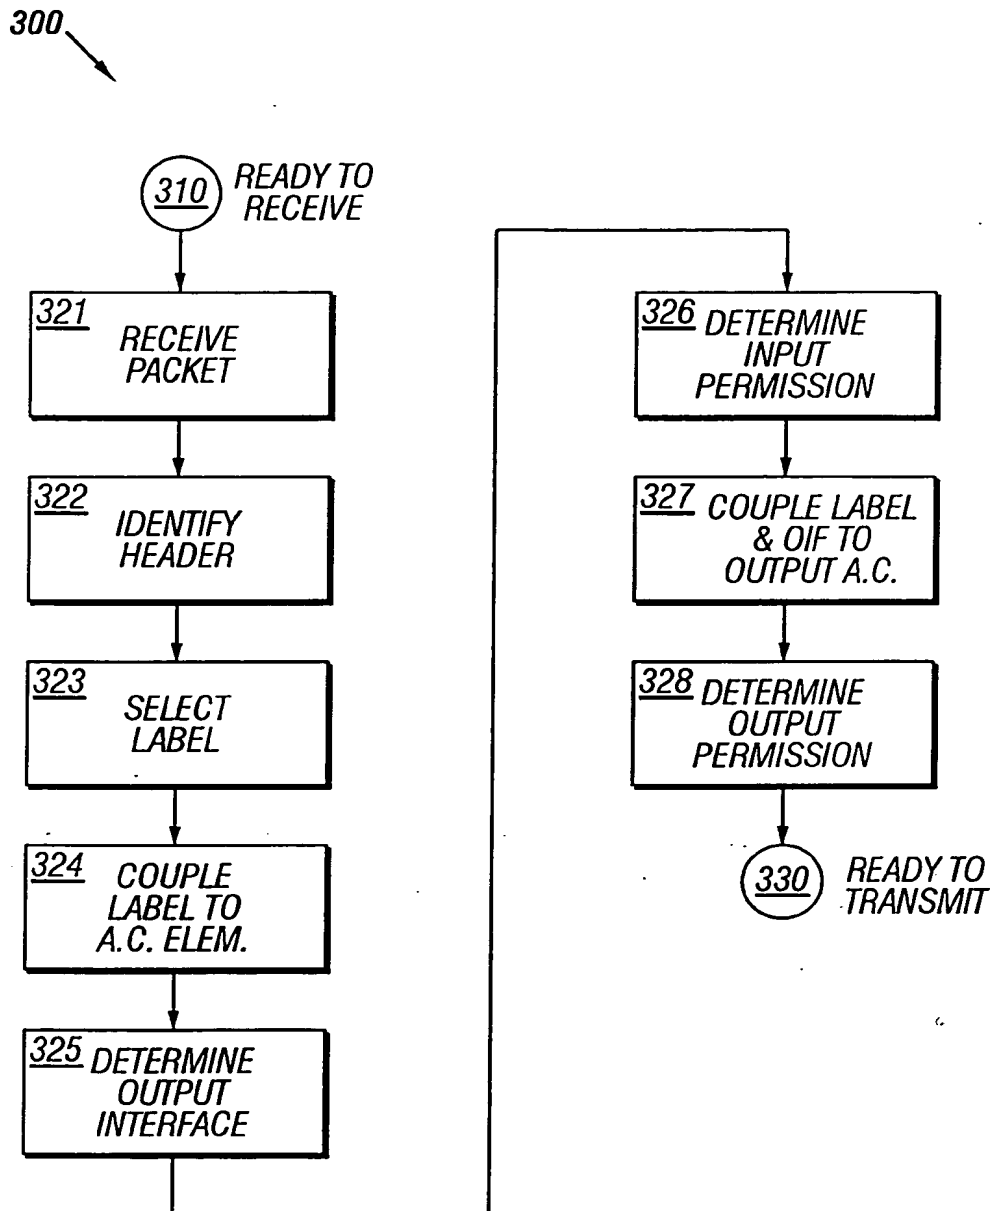 300
310 READY TO
RECEIVE
321
RECEIVE
PACKET
322
IDENTIFY
HEADER
323
SELECT
LABEL
324 COUPLE
LABEL TO
A.C. ELEM.
325 DETERMINE
OUTPUT
INTERFACE
326 DETERMINE
INPUT
PERMISSION
327 COUPLE LABEL
& OIF TO
OUTPUT A.C.
328 DETERMINE
OUTPUT
PERMISSION
330 READY TO
TRANSMIT